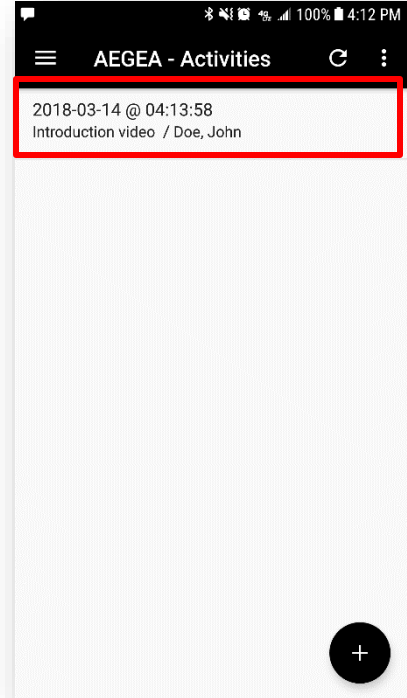 100% 4:12 PM
AEGEA - Activities
2018-03-14 @ 04:13:58
Introduction video / Doe, John